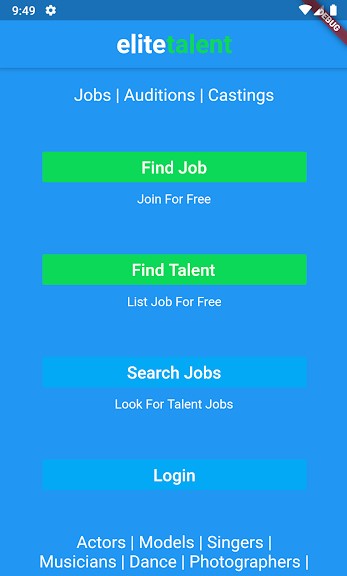 9:49
DEBUG
elitetalent
Jobs | Auditions | Castings
Find Job
Join For Free
Find Talent
List Job For Free
Search Jobs
Look For Talent Jobs
Login
Actors | Models | Singers |
Musicians | Dance | Photographers |